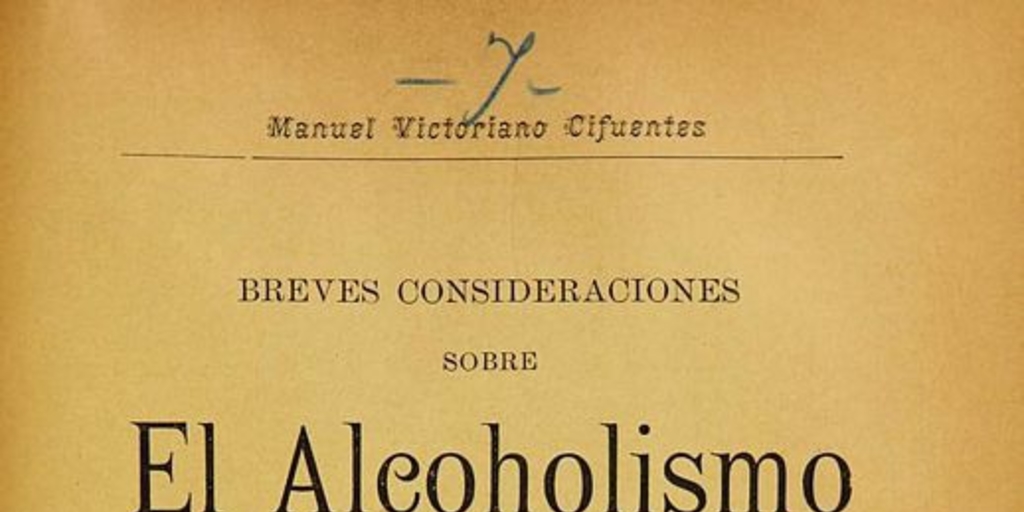 Manuel Victoriano Cifuentes
BREVES CONSIDERACIONES
SOBRE
El Alcoholismo